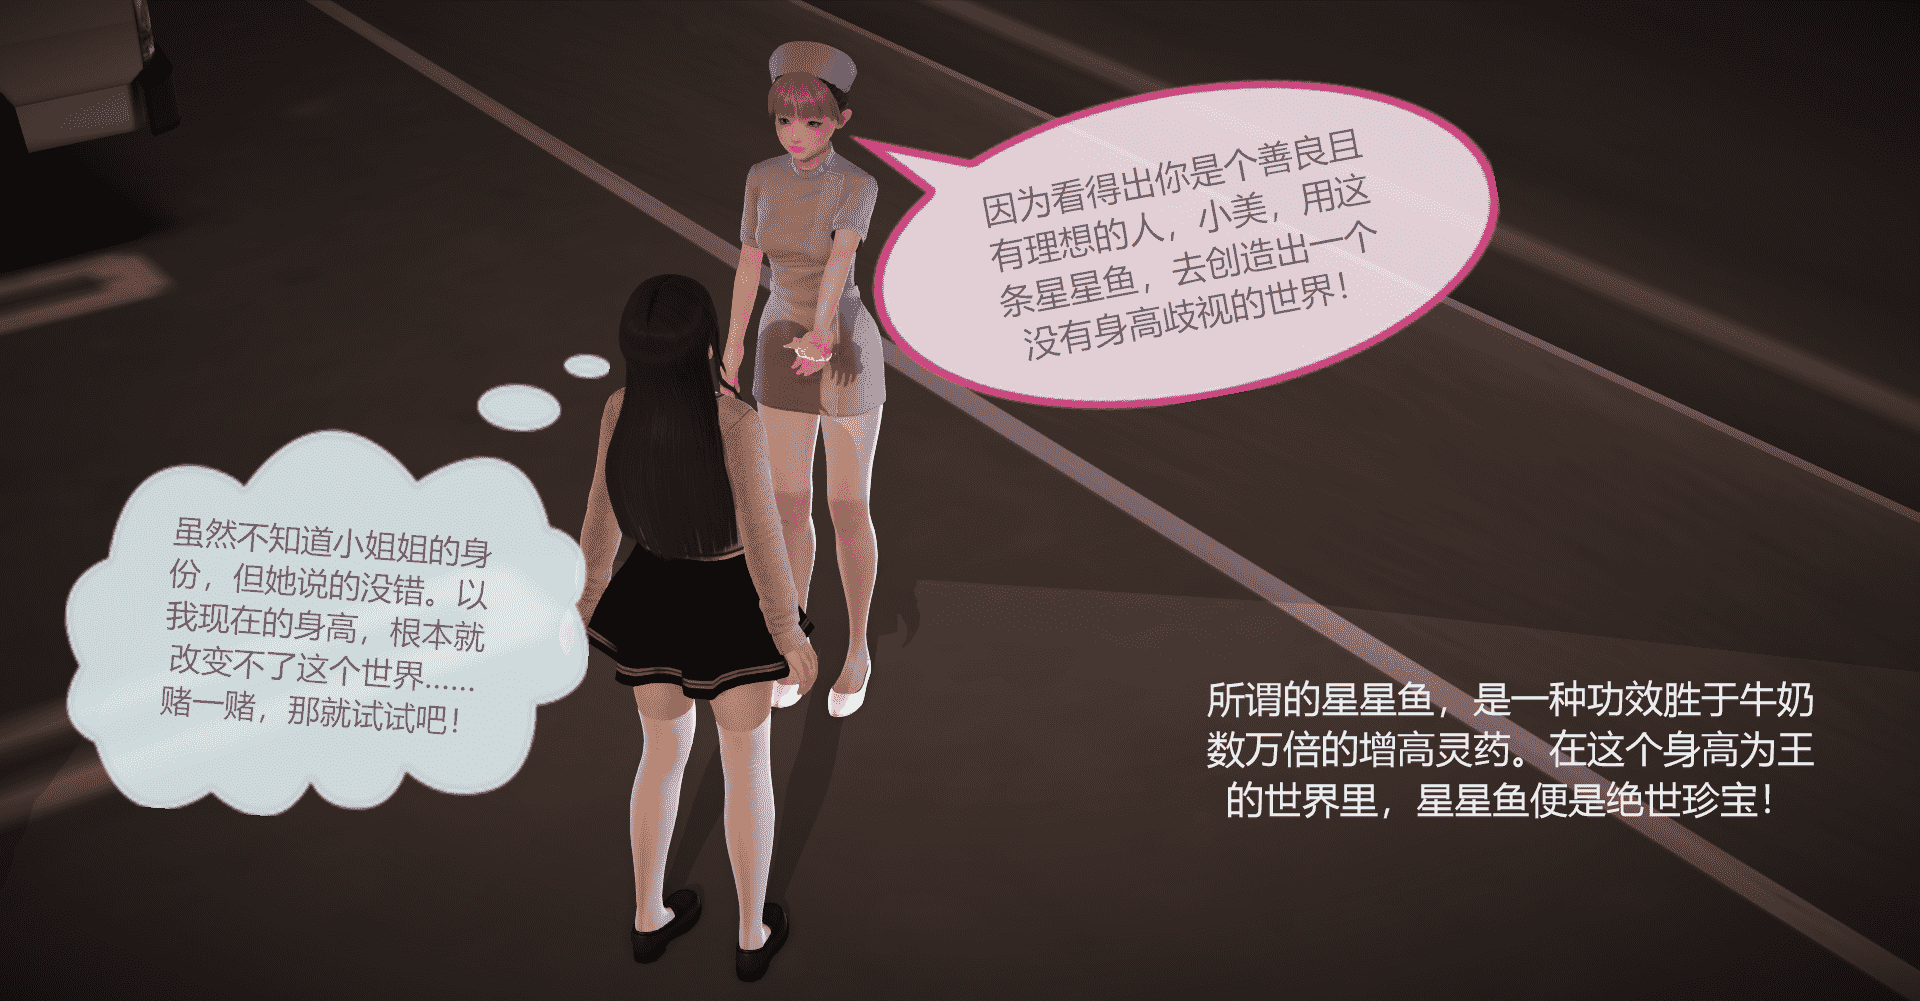 因为看得出你是个善良且
有理想的人，小美，用这
条星星鱼，去创造出一个
没有身高歧视的世界！
虽然不知道小姐姐的身
份，但她说的没错。以
我现在的身高，根本就
改变不了这个世界……
赌一赌，那就试试吧！
所谓的星星鱼，是一种功效胜于牛奶
数万倍的增高灵药。在这个身高为王
的世界里，星星鱼便是绝世珍宝！